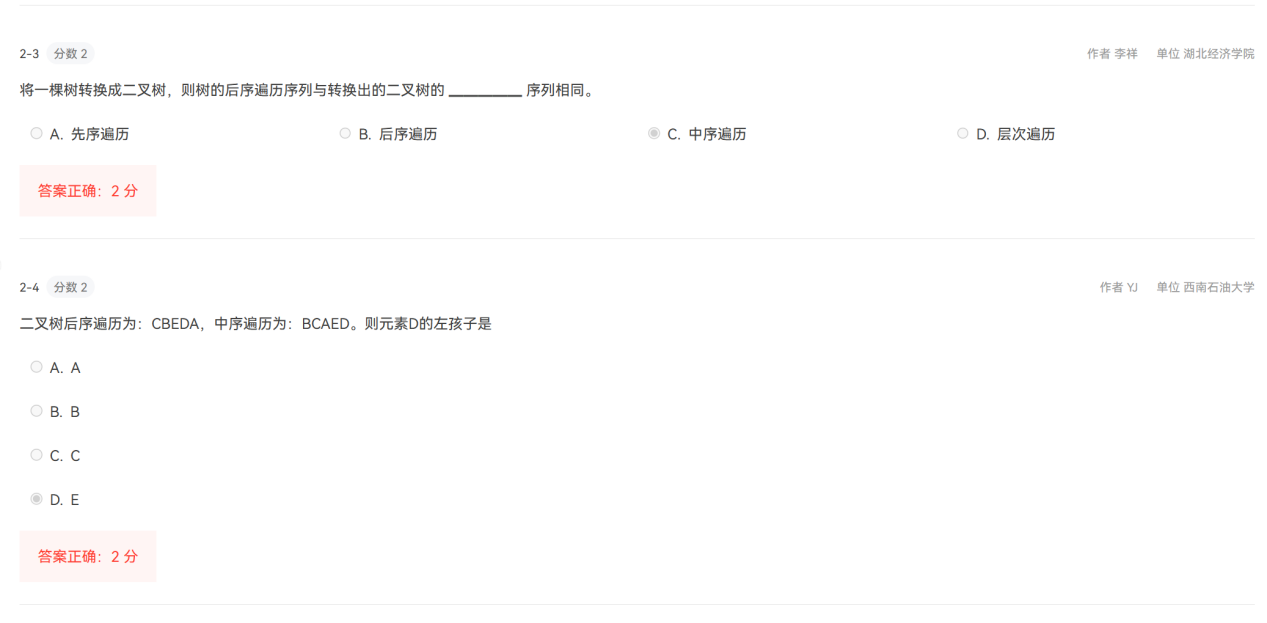 2-3 分数 2 作者 李祥 单位 湖北经济学院
将一棵树转换成二叉树，则树的后序遍历序列与转换出的二叉树的 __________ 序列相同。
A. 先序遍历 B. 后序遍历 C. 中序遍历 D. 层次遍历
答案正确：2 分
2-4 分数 2 作者 YJ 单位 西南石油大学
二叉树后序遍历为：CBEDA，中序遍历为：BCAED。则元素D的左孩子是
A. A
B. B
C. C
D. E
答案正确：2 分